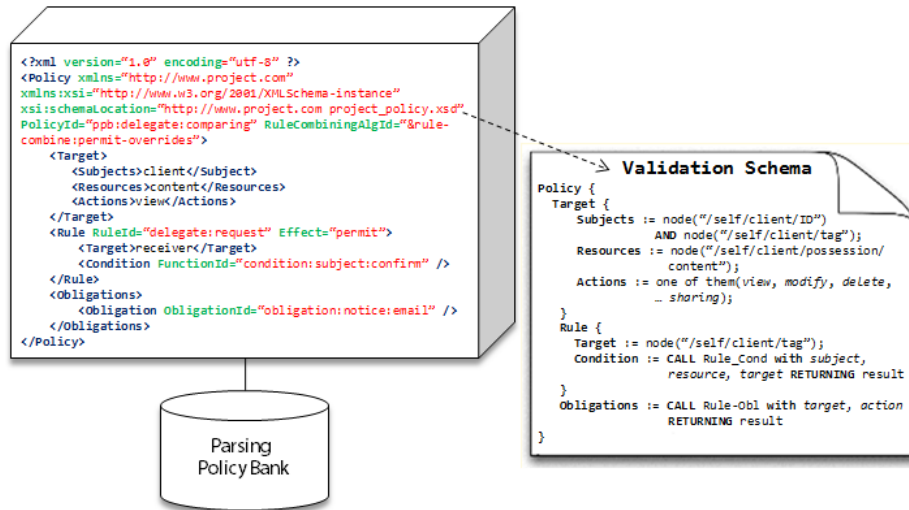 <?xml version=“1.0” encoding=“utf-8” ?>
<Policy xmlns=“http://www.project.com”
xmlns:xsi=“http://www.w3.org/2001/XMLSchema-instance”
xsi:schemaLocation=“http://www.project.com project_policy.xsd”
PolicyId=“ppb:delegate:comparing” RuleCombiningAlgId=“&rule-
combine:permit-overrides”>
<Target>
<Subjects>client</Subject>
<Resources>content</Resources>
<Actions>view</Actions>
</Target>
<Rule RuleId=“delegate:request” Effect=“permit”>
<Target>receiver</Target>
<Condition FunctionId=“condition:subject:confirm” />
</Rule>
<Obligations>
<Obligation ObligationId=“obligation:notice:email” />
</Obligations>
</Policy>
Parsing
Policy Bank
Validation Schema
Policy {
Target {
Subjects := node(“/self/client/ID”)
AND node(“/self/client/tag”);
Resources := node(“/self/client/possession/
content”);
Actions := one of them(view, modify, delete,
… sharing);
}
Rule {
Target := node(“/self/client/tag”);
Condition := CALL Rule_Cond with subject,
resource, target RETURNING result
}
Obligations := CALL Rule-Obl with target, action
RETURNING result
}